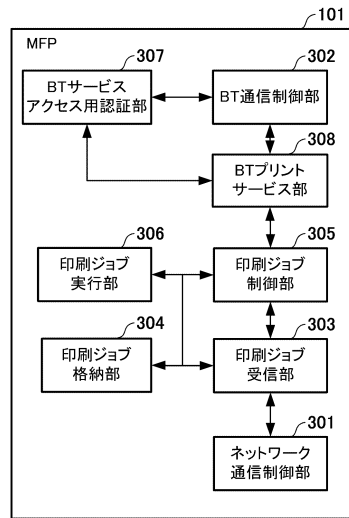 101
MFP
307
BTサービス
アクセス用認証部
302
BT通信制御部
308
BTプリント
サービス部
306
印刷ジョブ
実行部
305
印刷ジョブ
制御部
304
印刷ジョブ
格納部
303
印刷ジョブ
受信部
301
ネットワーク
通信制御部